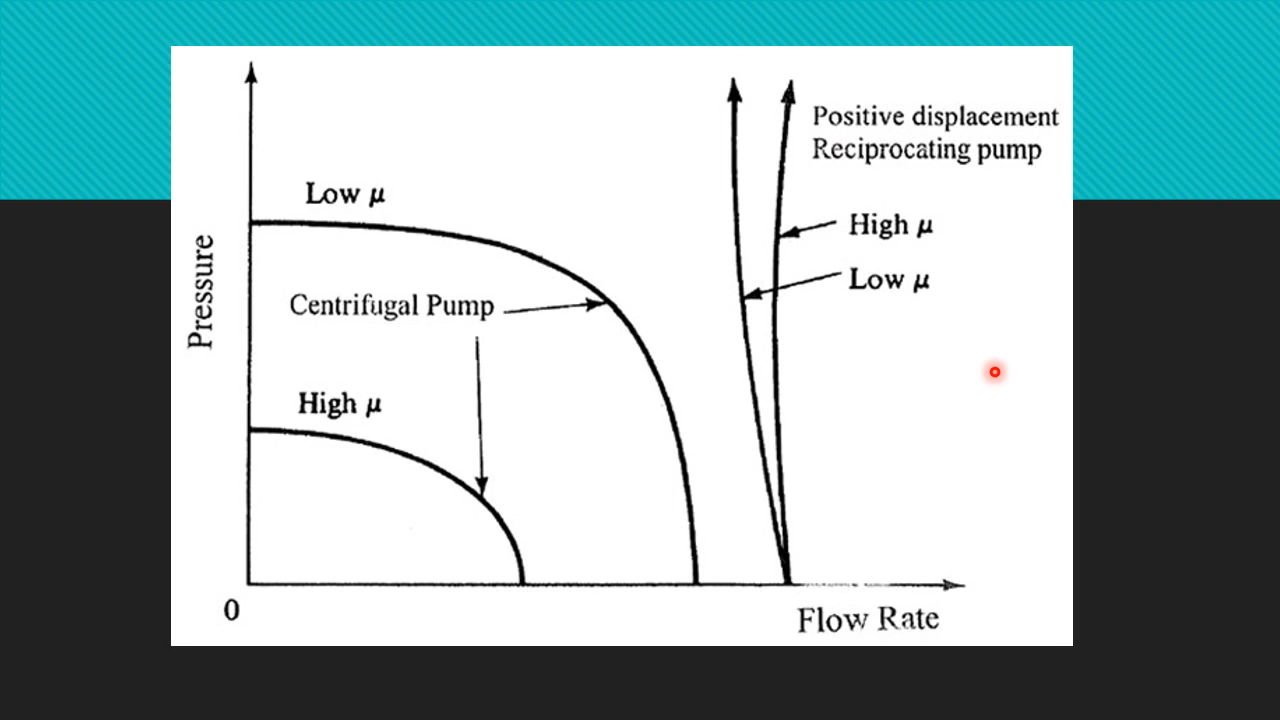 Positive displacement
Reciprocating pump
Low μ
High μ
Low μ
Centrifugal Pump
High μ
Pressure
0
Flow Rate